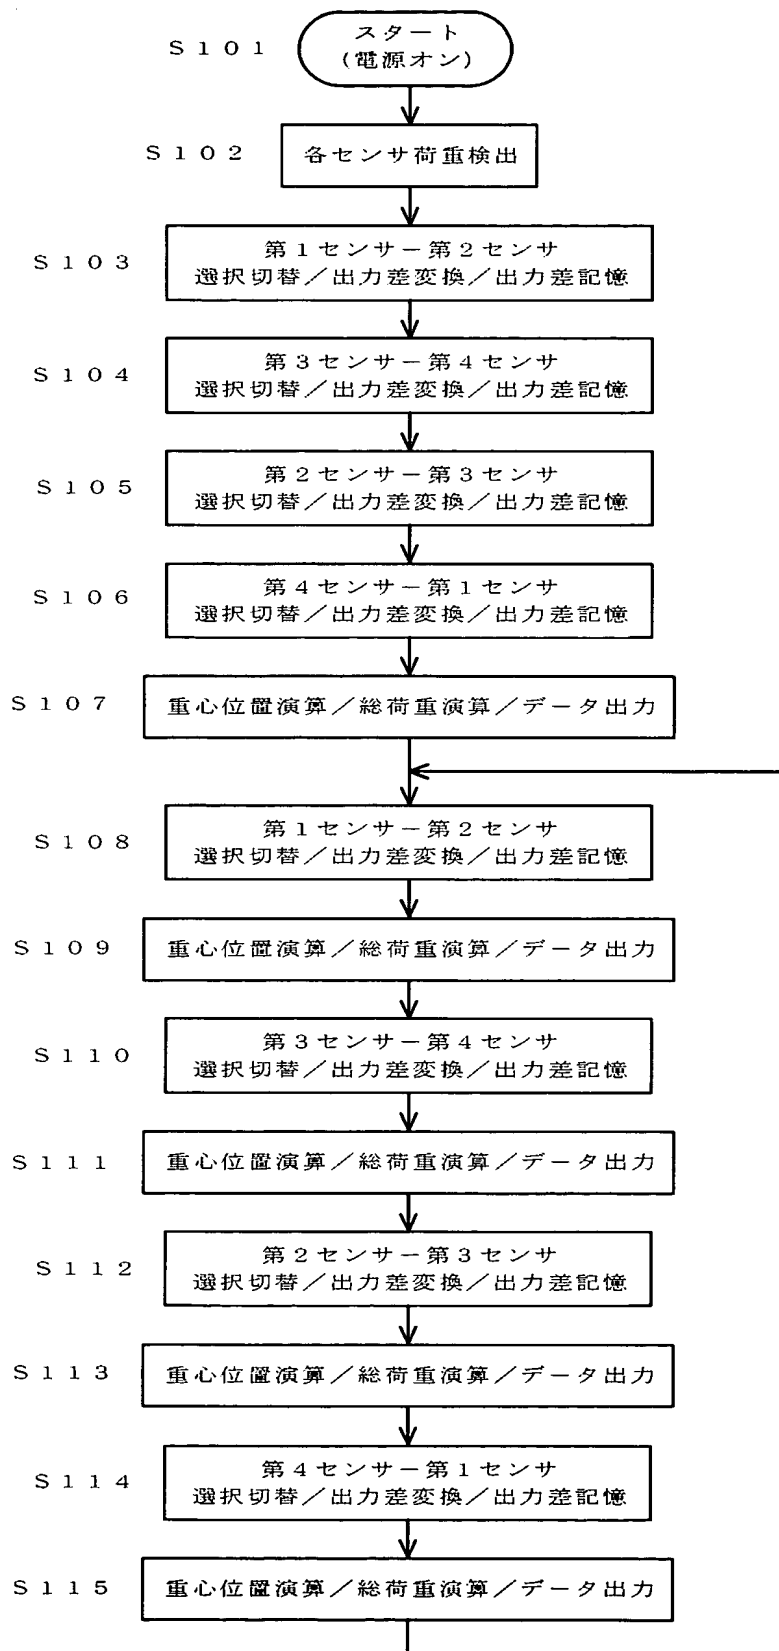 S101
スタート
(電源オン)
S102
各センサ荷重検出
S103
第1センサ－第2センサ
選択切替／出力差変換／出力差記憶
S104
第3センサ－第4センサ
選択切替／出力差変換／出力差記憶
S105
第2センサ－第3センサ
選択切替／出力差変換／出力差記憶
S106
第4センサ－第1センサ
選択切替／出力差変換／出力差記憶
S107
重心位置演算／総荷重演算／データ出力
S108
第1センサ－第2センサ
選択切替／出力差変換／出力差記憶
S109
重心位置演算／総荷重演算／データ出力
S110
第3センサ－第4センサ
選択切替／出力差変換／出力差記憶
S111
重心位置演算／総荷重演算／データ出力
S112
第2センサ－第3センサ
選択切替／出力差変換／出力差記憶
S113
重心位置演算／総荷重演算／データ出力
S114
第4センサ－第1センサ
選択切替／出力差変換／出力差記憶
S115
重心位置演算／総荷重演算／データ出力